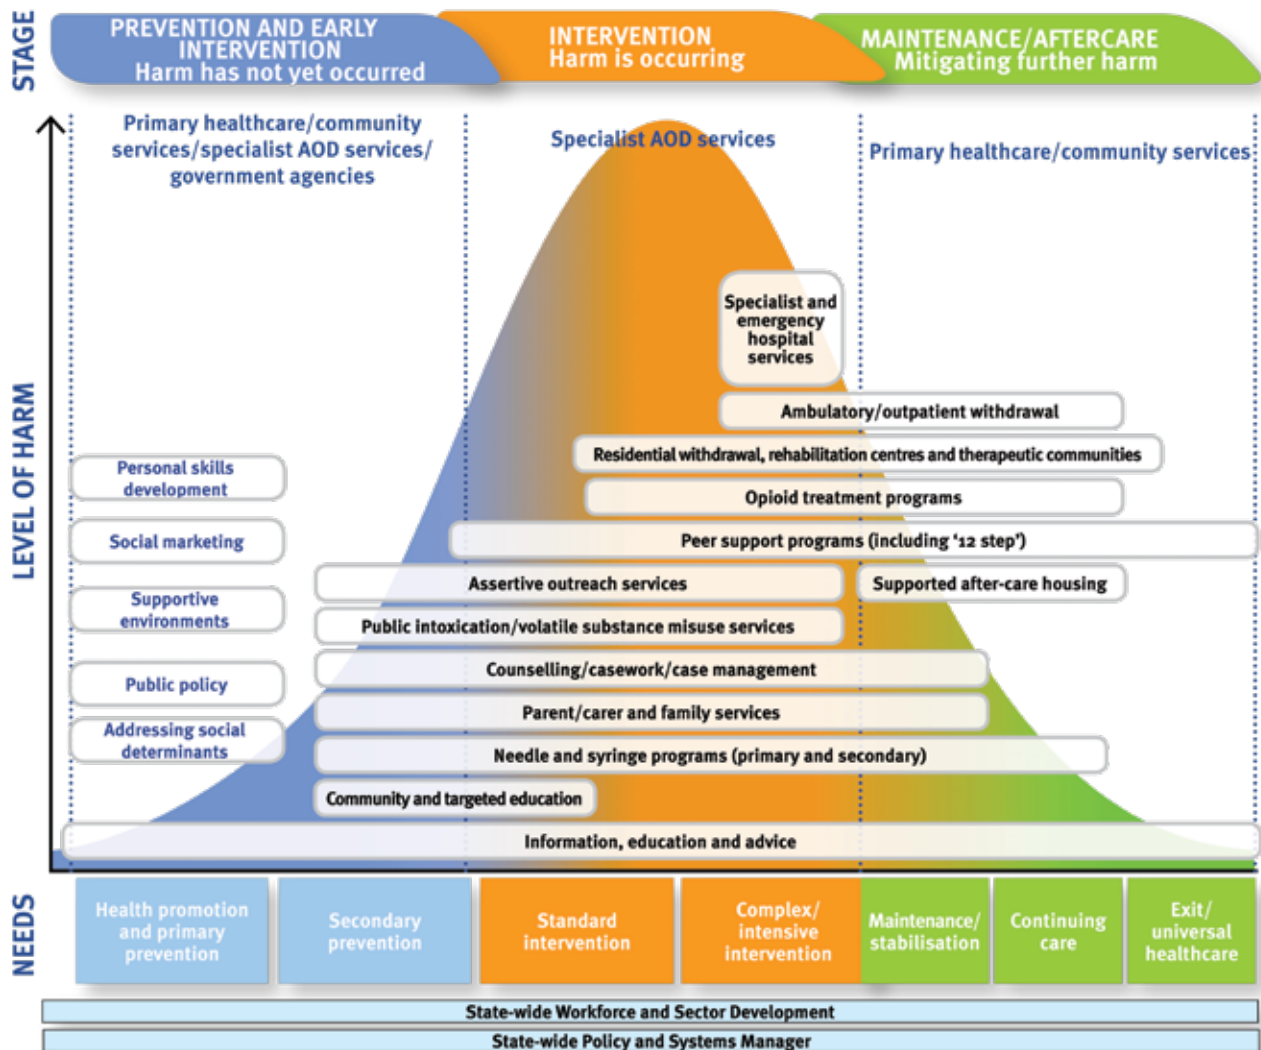 STAGE
PREVENTION AND EARLY
INTERVENTION
Harm has not yet occurred
INTERVENTION
Harm is occurring
MAINTENANCE/AFTERCARE
Mitigating further harm
Primary healthcare/community
services/specialist AOD services/
government agencies
Specialist AOD services
Primary healthcare/community services
LEVEL OF HARM
Specialist and
emergency
hospital
services
Ambulatory/outpatient withdrawal
Residential withdrawal, rehabilitation centres and therapeutic communities
Personal skills
development
Opioid treatment programs
Social marketing
Peer support programs (including ‘12 step’)
Assertive outreach services
Supported after-care housing
Supportive
environments
Public intoxication/volatile substance misuse services
Counselling/casework/case management
Public policy
Parent/carer and family services
Addressing social
determinants
Needle and syringe programs (primary and secondary)
Community and targeted education
Information, education and advice
NEEDS
Health promotion
and primary
prevention
Secondary
prevention
Standard
intervention
Complex/
intensive
intervention
Maintenance/
stabilisation
Continuing
care
Exit/
universal
healthcare
State-wide Workforce and Sector Development
State-wide Policy and Systems Manager